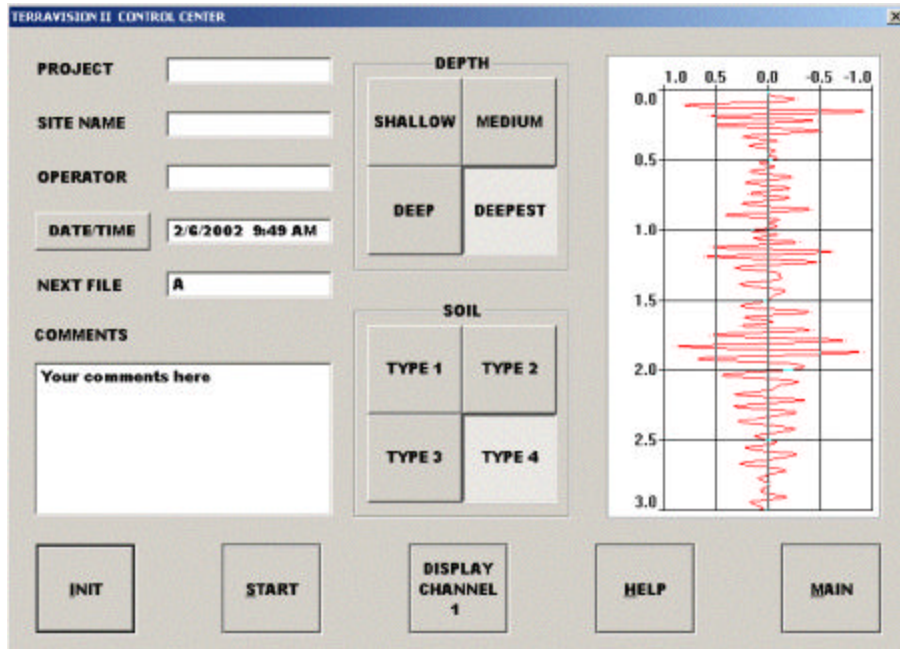 TERRAVISION II CONTROL CENTER
PROJECT
SITE NAME
OPERATOR
DATE/TIME 2/6/2002 9:49 AM
NEXT FILE A
COMMENTS
Your comments here
DEPTH
SHALLOW MEDIUM
DEEP DEEPEST
SOIL
TYPE 1 TYPE 2
TYPE 3 TYPE 4
1.0 0.5 0.0 -0.5 -1.0
0.0
0.5
1.0
1.5
2.0
2.5
3.0
INIT
START
DISPLAY
CHANNEL
1
HELP
MAIN